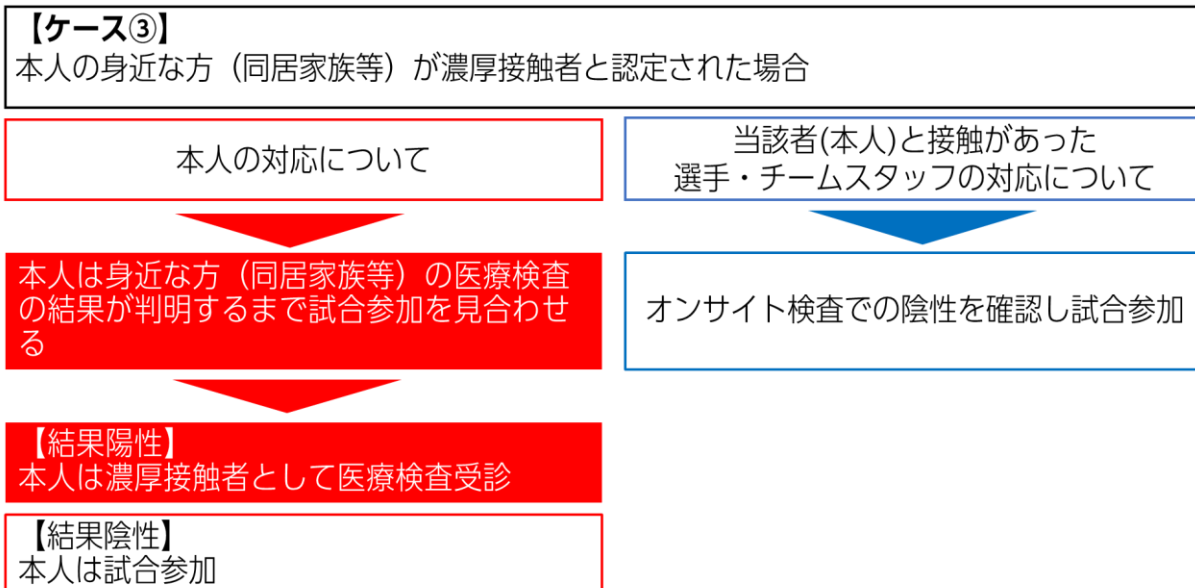 【ケース③】
本人の身近な方（同居家族等）が濃厚接触者と認定された場合
本人の対応について
当該者(本人)と接触があった
選手・チームスタッフの対応について
本人は身近な方（同居家族等）の医療検査
の結果が判明するまで試合参加を見合わせ
る
オンサイト検査での陰性を確認し試合参加
【結果陽性】
本人は濃厚接触者として医療検査受診
【結果陰性】
本人は試合参加